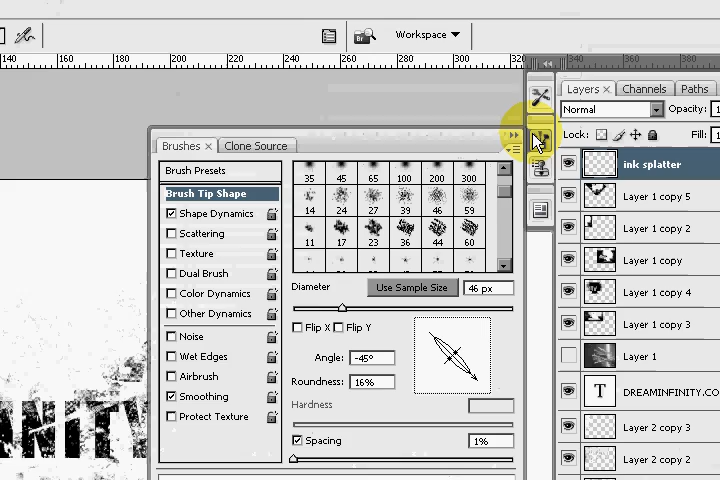 Br
Workspace
140
160
180
200
220
240
260
280
300
320
340
360
380
Brushes ×
Clone Source
Brush Presets
Brush Tip Shape
Shape Dynamics
Scattering
Texture
Dual Brush
Color Dynamics
Other Dynamics
Noise
Wet Edges
Airbrush
Smoothing
Protect Texture
35 45 65 100 200 300
14 24 27 39 46 59
11 17 23 36 44 60
Diameter
Use Sample Size
46 px
Flip X
Flip Y
Angle: -45°
Roundness: 16%
Hardness
Spacing
1%
Layers ×
Channels
Paths
Normal
Opacity:
Lock:
Fill:
ink splatter
Layer 1 copy 5
Layer 1 copy 2
Layer 1 copy
Layer 1 copy 4
Layer 1 copy 3
Layer 1
T
DREAMINFINITY.CO
Layer 2 copy 3
Layer 2 copy 2